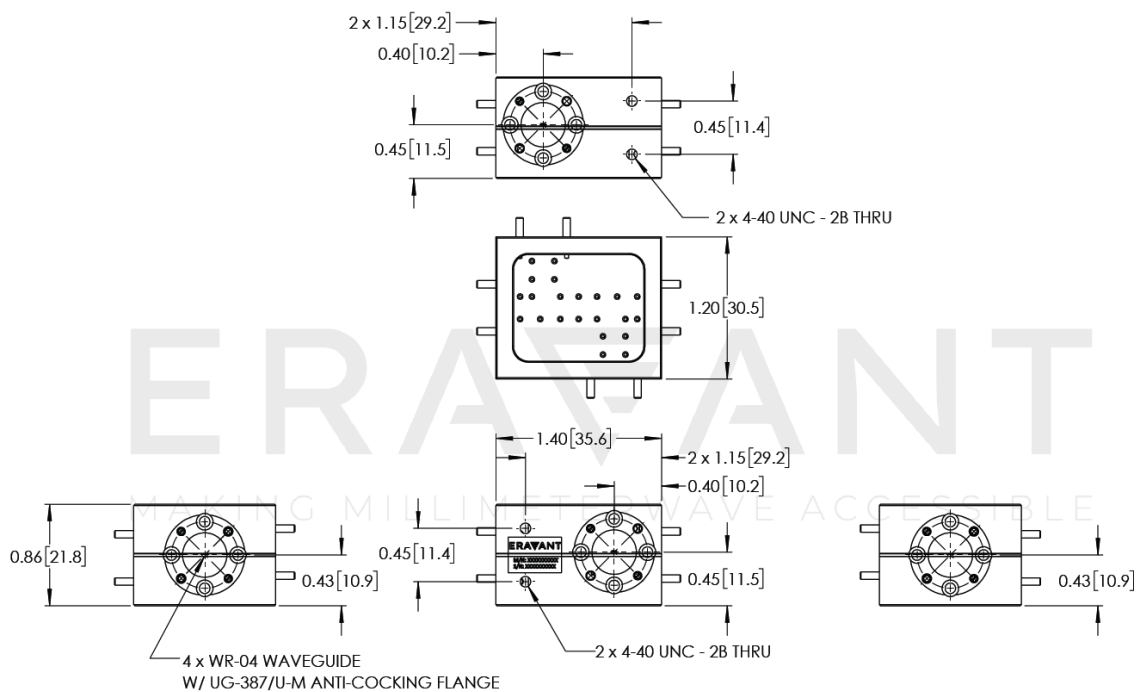 2 x 1.15[29.2]
0.40[10.2]
0.45[11.5]
0.45[11.4]
2 x 4-40 UNC - 2B THRU
1.20[30.5]
ERAVANT
MAKING MILLIMETERWAVE ACCESSIBLE
1.40[35.6]
2 x 1.15[29.2]
0.40[10.2]
0.86[21.8]
0.43[10.9]
0.45[11.4]
ERAVANT
M/N: XXXXXXXXXX
S/N: XXXXXXXXXX
0.45[11.5]
0.43[10.9]
2 x 4-40 UNC - 2B THRU
4 x WR-04 WAVEGUIDE
W/ UG-387/U-M ANTI-COCKING FLANGE